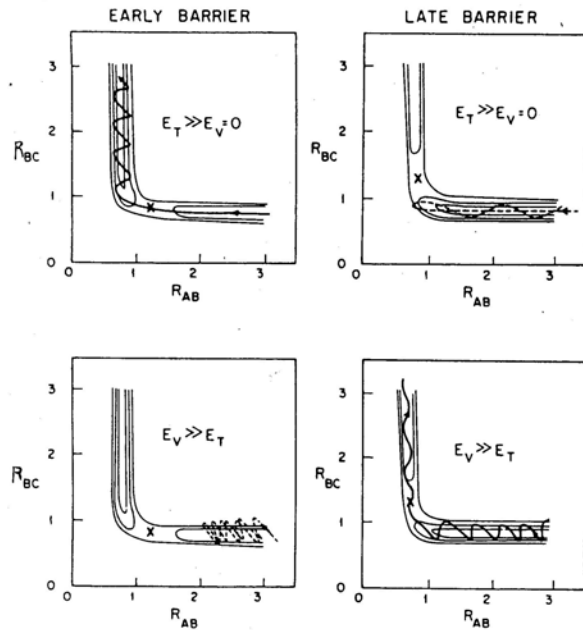 EARLY BARRIER
LATE BARRIER
3
2
1
0
R_BC
E_T ≫ E_V = 0
0 1 2 3
R_AB
3
2
1
0
R_BC
E_T ≫ E_V = 0
X
0 1 2 3
R_AB
3
2
1
0
R_BC
E_V ≫ E_T
X
0 1 2 3
R_AB
3
2
1
0
R_BC
E_V ≫ E_T
X
0 1 2 3
R_AB